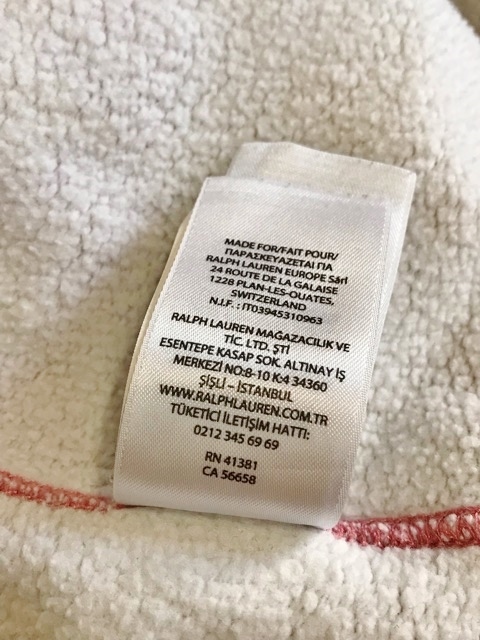 MADE FOR/FAIT POUR/
ΠΑΡΑΣΚΕΥΑΖΕΤΑΙ ΓΙΑ
RALPH LAUREN EUROPE Sàrl
24 ROUTE DE LA GALAISE
1228 PLAN-LES-OUATES,
SWITZERLAND
N.I.F. : IT03945310963
RALPH LAUREN MAĞAZACILIK VE
TİC. LTD. ŞTİ
ESENTEPE KASAP SOK. ALTINAY İŞ
MERKEZİ NO:8-10 K:4 34360
ŞİŞLİ – İSTANBUL
WWW.RALPHLAUREN.COM.TR
TÜKETİCİ İLETİŞİM HATTI:
0212 345 69 69
RN 41381
CA 56658